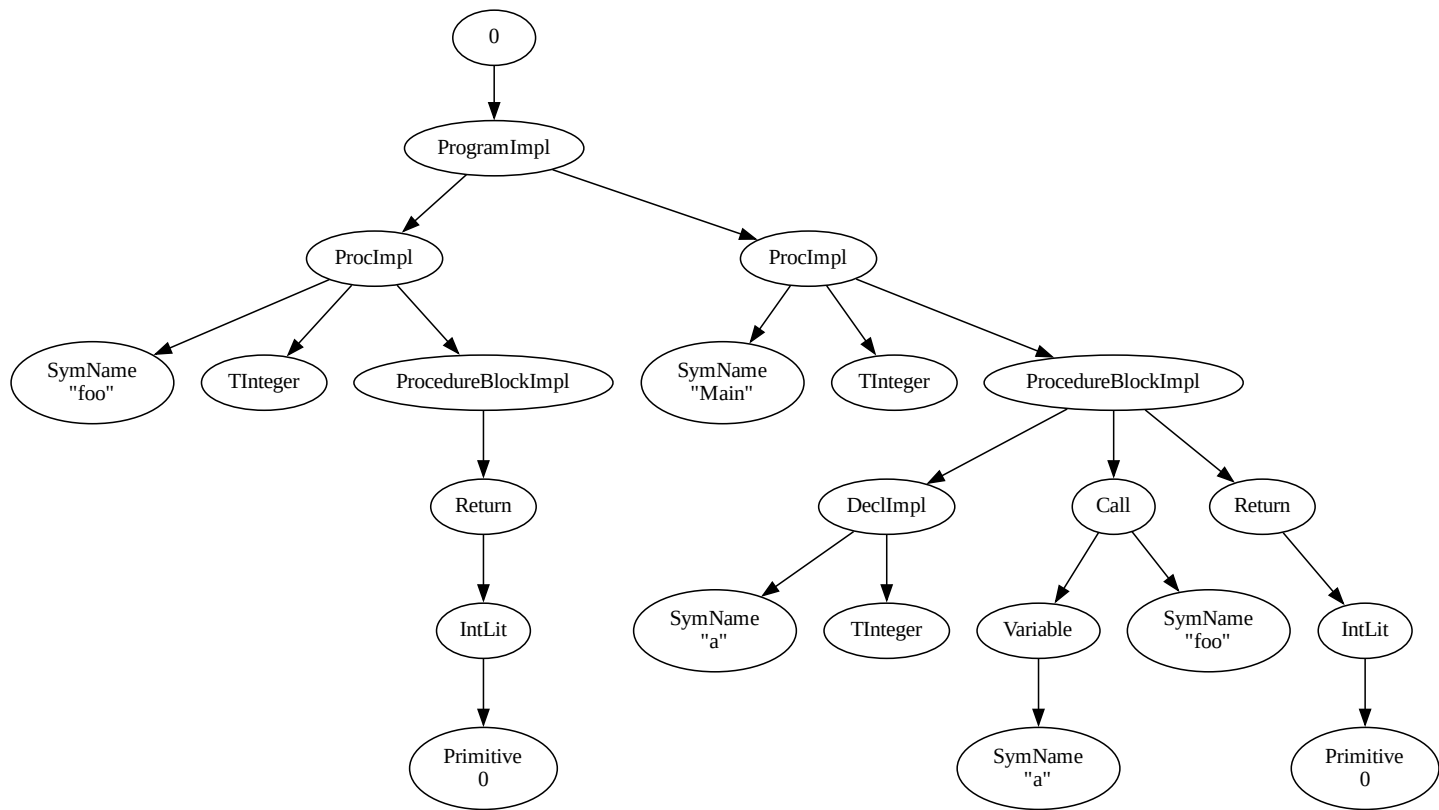 0
ProgramImpl
ProcImpl
ProcImpl
SymName
"foo"
TInteger
ProcedureBlockImpl
SymName
"Main"
TInteger
ProcedureBlockImpl
Return
DeclImpl
Call
Return
IntLit
SymName
"a"
TInteger
Variable
SymName
"foo"
IntLit
Primitive
0
SymName
"a"
Primitive
0